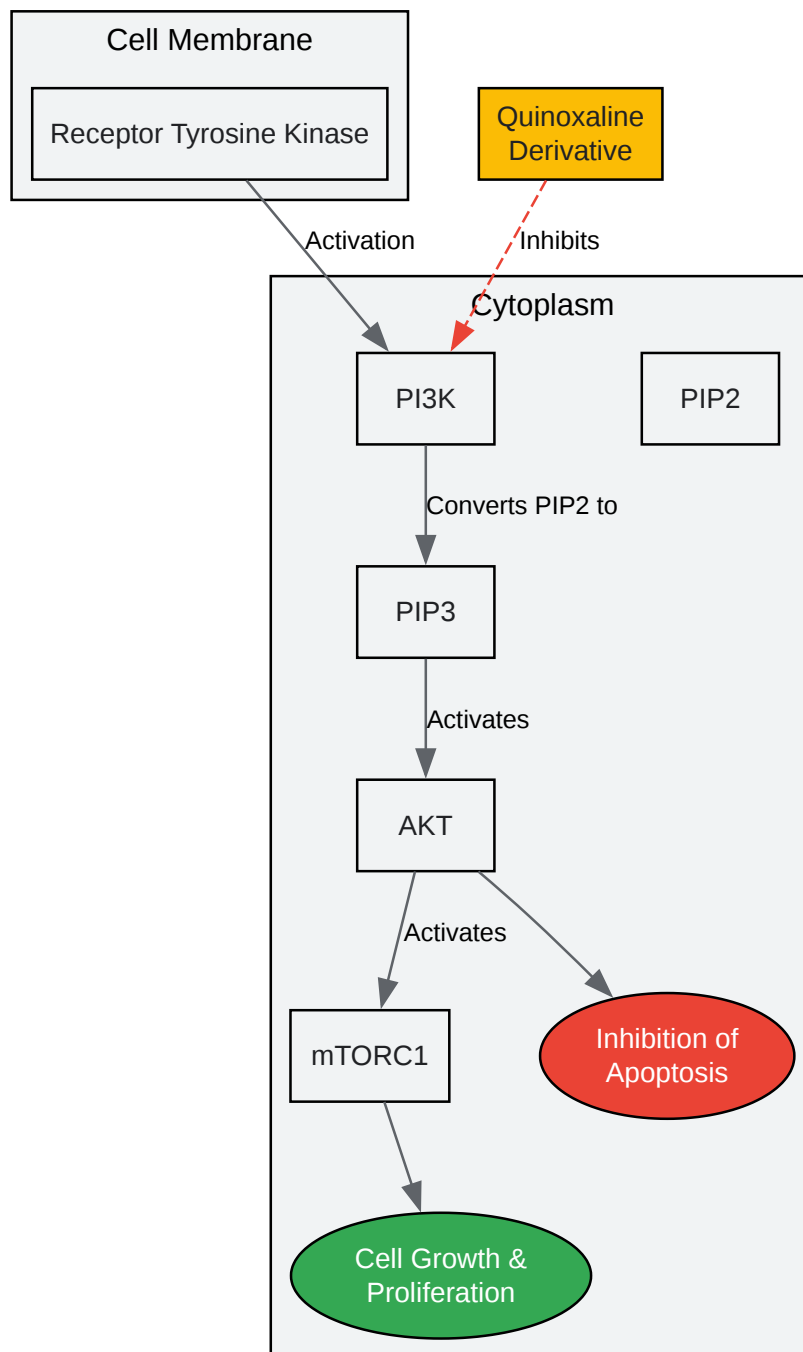 Cell Membrane
Receptor Tyrosine Kinase
Quinoxaline
Derivative
Activation
Inhibits
Cytoplasm
PI3K
PIP2
Converts PIP2 to
PIP3
Activates
AKT
Activates
mTORC1
Inhibition of
Apoptosis
Cell Growth &
Proliferation